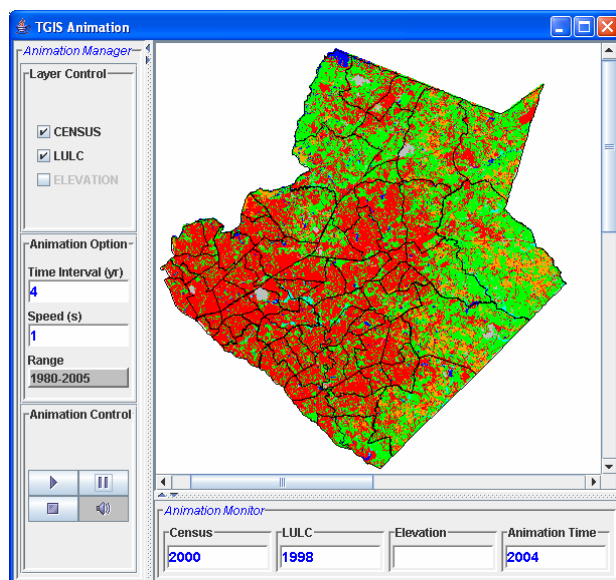 TGIS Animation
Animation Manager
Layer Control
CENSUS
LULC
ELEVATION
Animation Option
Time Interval (yr)
4
Speed (s)
1
Range
1980-2005
Animation Control
Animation Monitor
Census
LULC
Elevation
Animation Time
2000
1998
2004